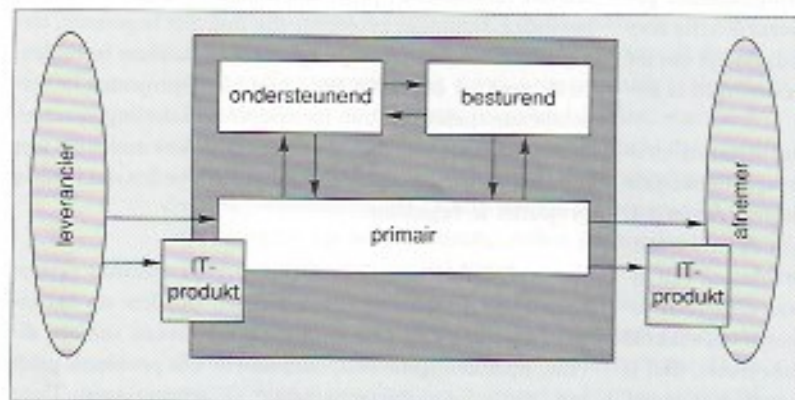 ondersteunend
besturend
leverancier
primair
afnemer
IT-
produkt
IT-
produkt